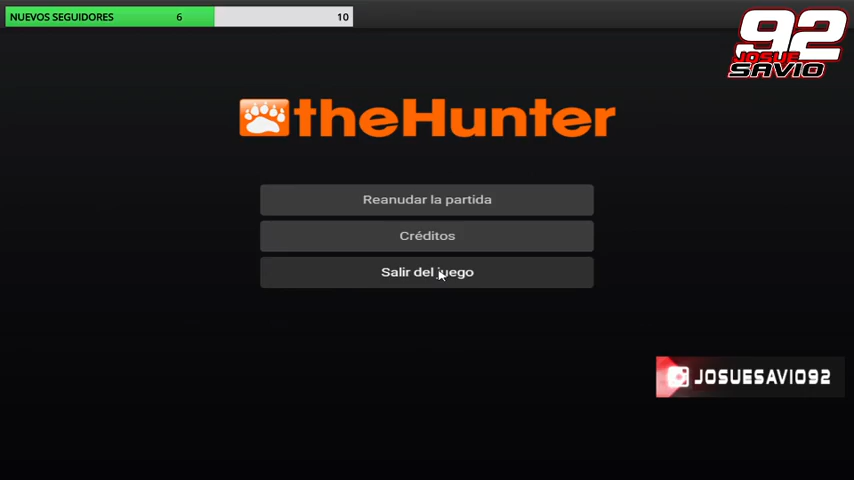 NUEVOS SEGUIDORES 6 10
92
JOSUE
SAVIO
theHunter
Reanudar la partida
Créditos
Salir del juego
JOSUESAVIO92